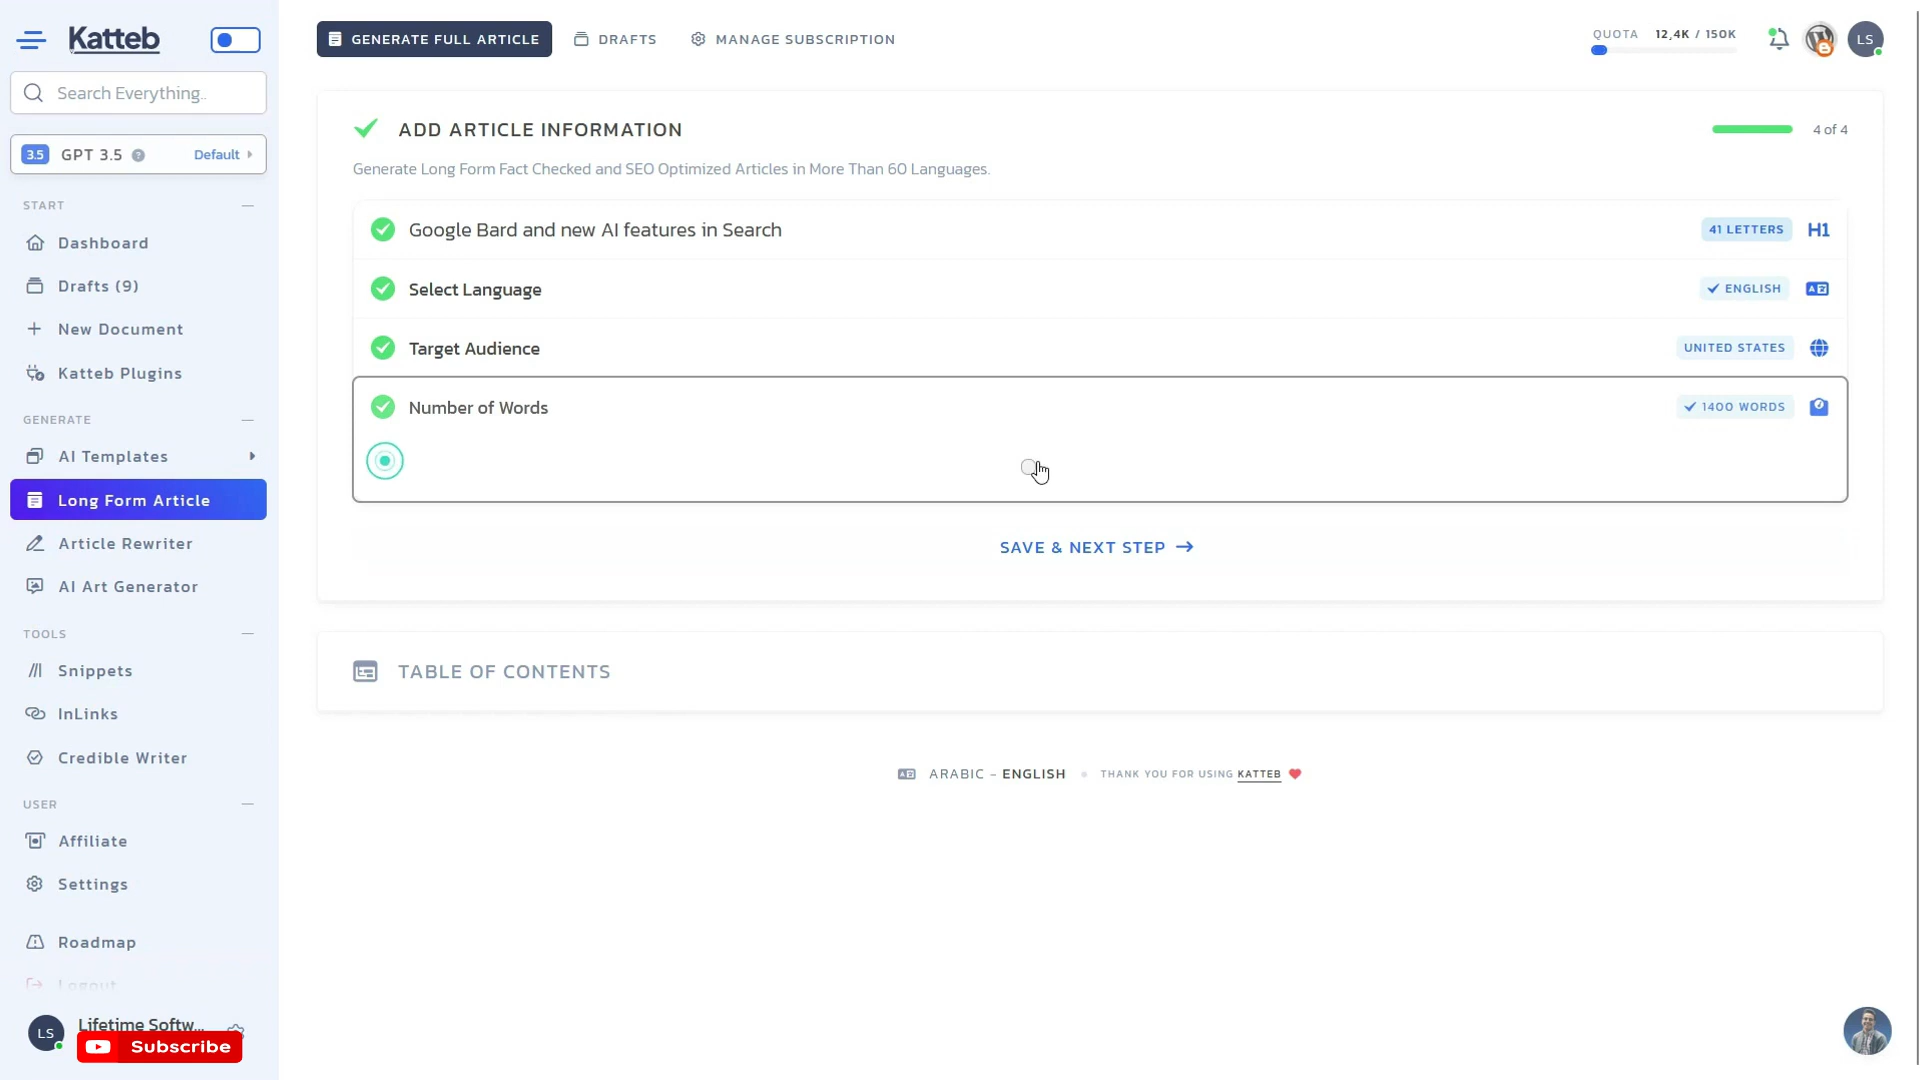 Katteb
Search Everything..
3.5 GPT 3.5 ? Default
START
Dashboard
Drafts (9)
New Document
Katteb Plugins
GENERATE
AI Templates
Long Form Article
Article Rewriter
AI Art Generator
TOOLS
Snippets
InLinks
Credible Writer
USER
Affiliate
Settings
Roadmap
Logout
LS Lifetime Softw...
Subscribe
GENERATE FULL ARTICLE DRAFTS MANAGE SUBSCRIPTION
QUOTA 12,4K / 150K LS
ADD ARTICLE INFORMATION 4 of 4
Generate Long Form Fact Checked and SEO Optimized Articles in More Than 60 Languages.
Google Bard and new AI features in Search 41 LETTERS H1
Select Language ENGLISH
Target Audience UNITED STATES
Number of Words 1400 WORDS
SAVE & NEXT STEP
TABLE OF CONTENTS
ARABIC - ENGLISH THANK YOU FOR USING KATTEB